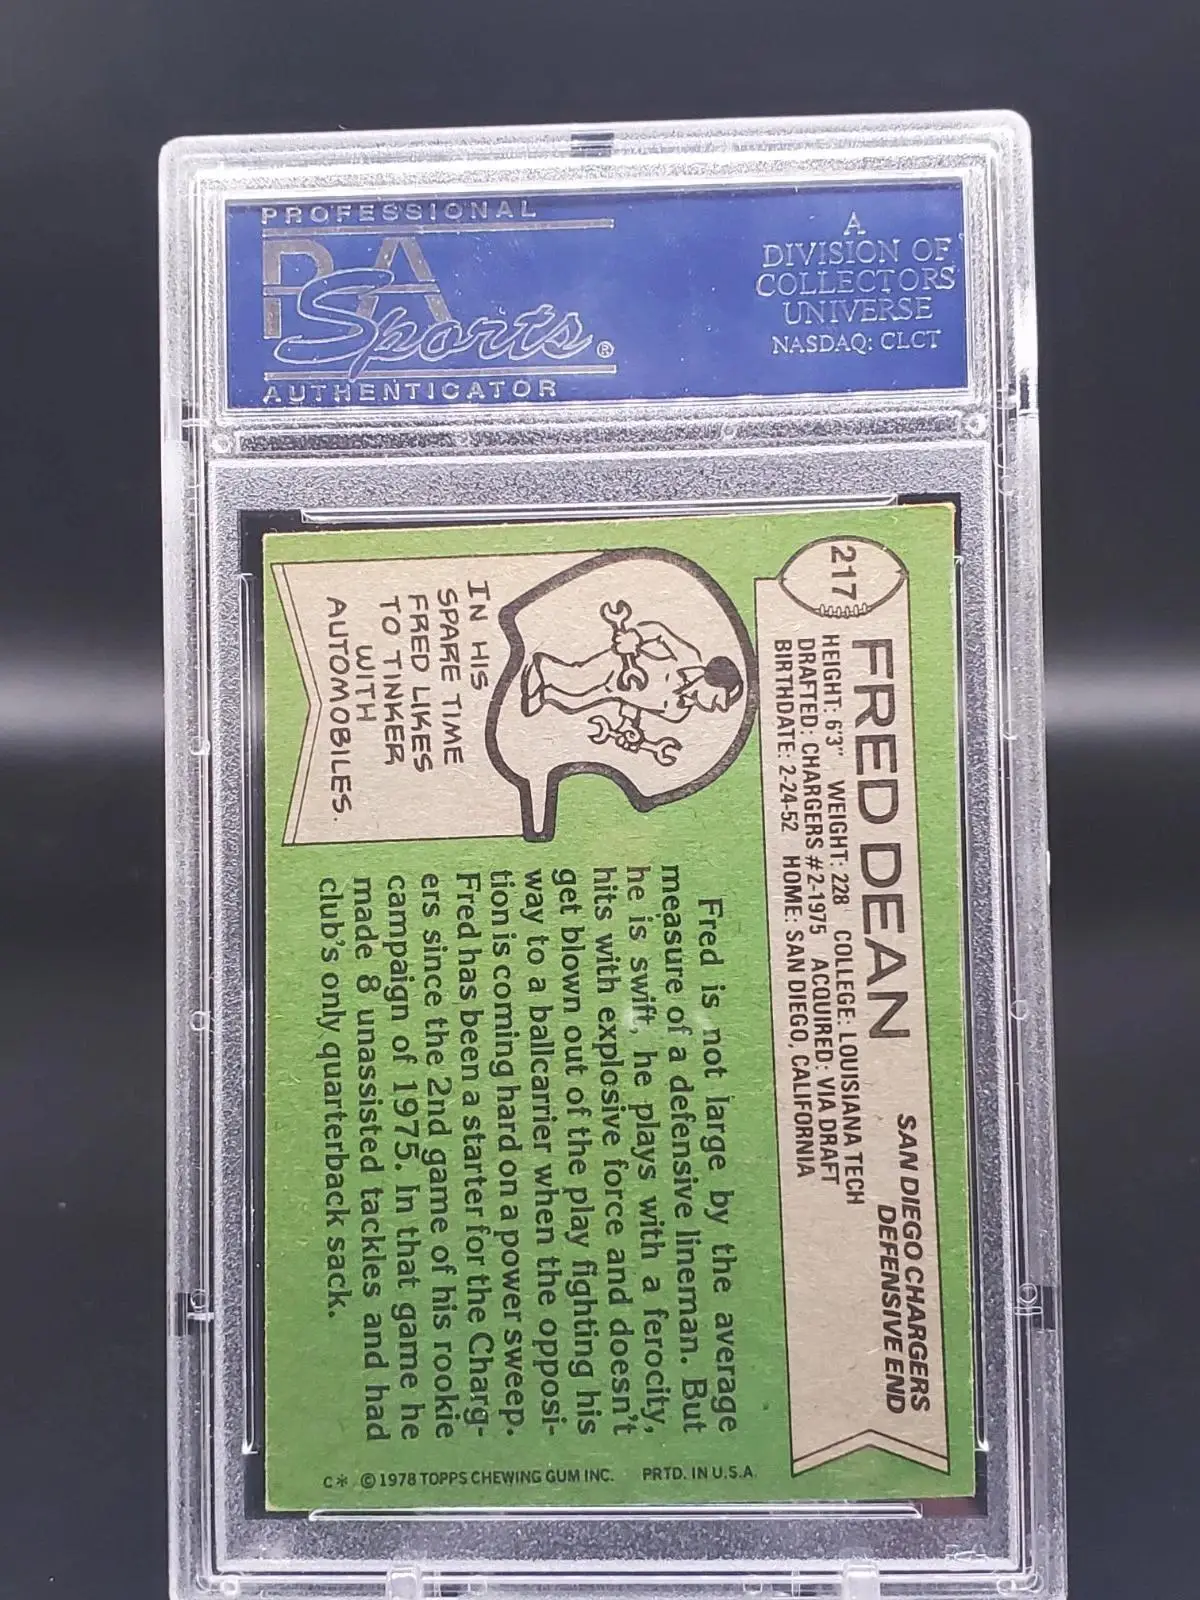 PROFESSIONAL
PSA
Sports®
AUTHENTICATOR
A
DIVISION OF
COLLECTORS
UNIVERSE
NASDAQ: CLCT
217
FRED DEAN
SAN DIEGO CHARGERS
DEFENSIVE END
HEIGHT: 6'3" WEIGHT: 228 COLLEGE: LOUISIANA TECH
DRAFTED: CHARGERS #2-1975 ACQUIRED: VIA DRAFT
BIRTHDATE: 2-24-52 HOME: SAN DIEGO, CALIFORNIA
IN HIS
SPARE TIME
FRED LIKES
TO TINKER
WITH
AUTOMOBILES.
Fred is not large by the average
measure of a defensive lineman. But
he is swift, he plays with a ferocity,
hits with explosive force and doesn't
get blown out of the play fighting his
way to a ballcarrier when the opposi-
tion is coming hard on a power sweep.
Fred has been a starter for the Charg-
ers since the 2nd game of his rookie
campaign of 1975. In that game he
made 8 unassisted tackles and had
club's only quarterback sack.
C* © 1978 TOPPS CHEWING GUM INC. PRTD. IN U.S.A.